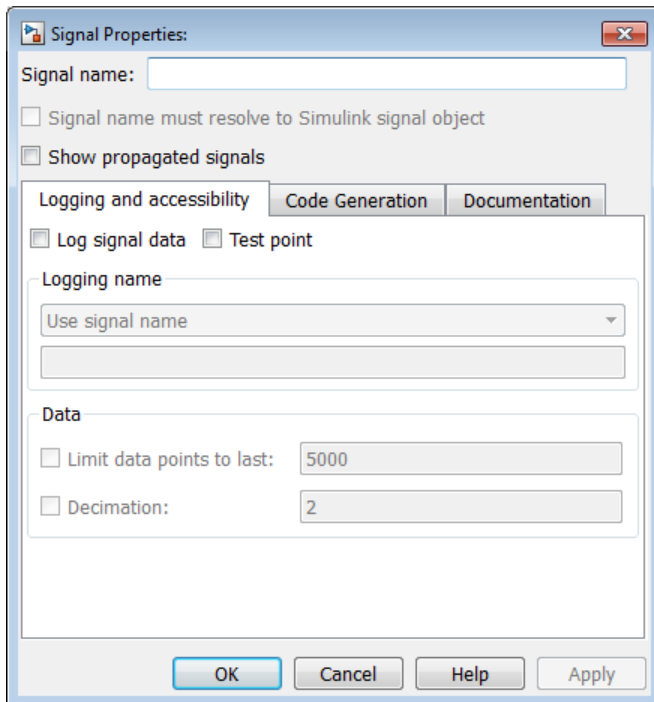 Signal Properties:
Signal name:
Signal name must resolve to Simulink signal object
Show propagated signals
Logging and accessibility Code Generation Documentation
Log signal data Test point
Logging name
Use signal name
Data
Limit data points to last: 5000
Decimation: 2
OK Cancel Help Apply